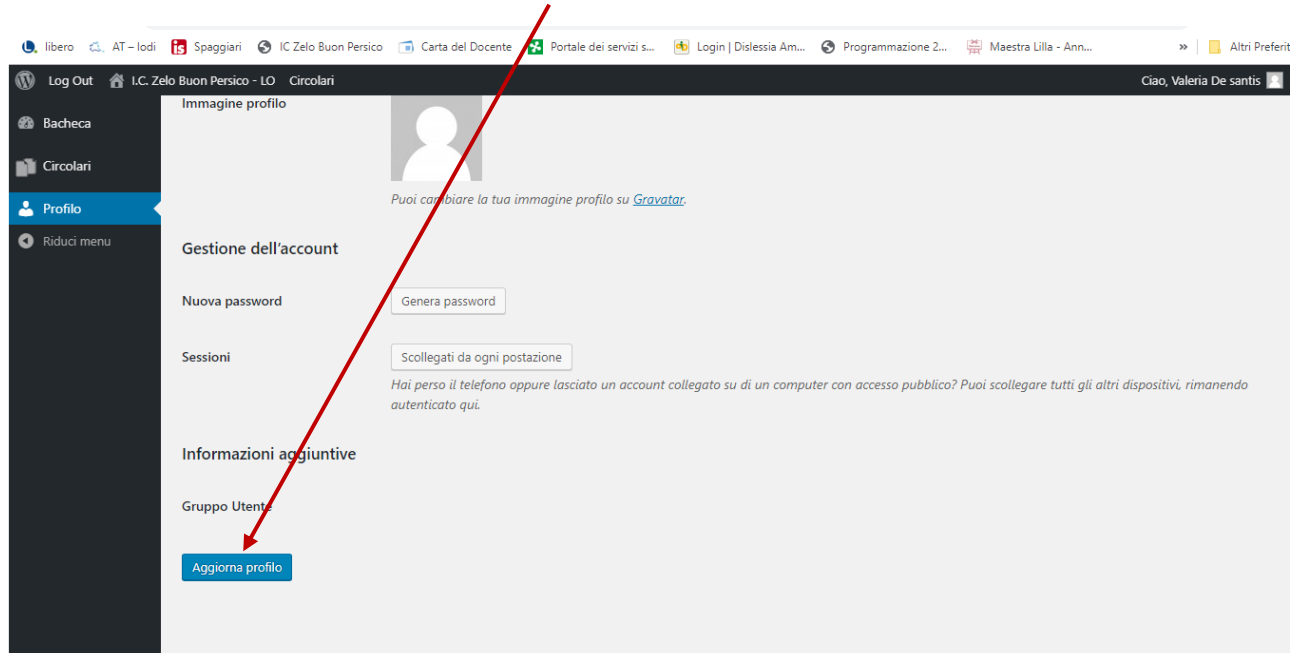 libero AT – lodi Spaggiari IC Zelo Buon Persico Carta del Docente Portale dei servizi s... Login | Dislessia Am... Programmazione 2... Maestra Lilla - Ann... » Altri Preferit
Log Out I.C. Zelo Buon Persico - LO Circolari Ciao, Valeria De santis
Immagine profilo
Bacheca
Circolari
Profilo
Riduci menu
Puoi cambiare la tua immagine profilo su Gravatar.
Gestione dell'account
Nuova password Genera password
Sessioni Scollegati da ogni postazione
Hai perso il telefono oppure lasciato un account collegato su di un computer con accesso pubblico? Puoi scollegare tutti gli altri dispositivi, rimanendo
autenticato qui.
Informazioni aggiuntive
Gruppo Utente
Aggiorna profilo